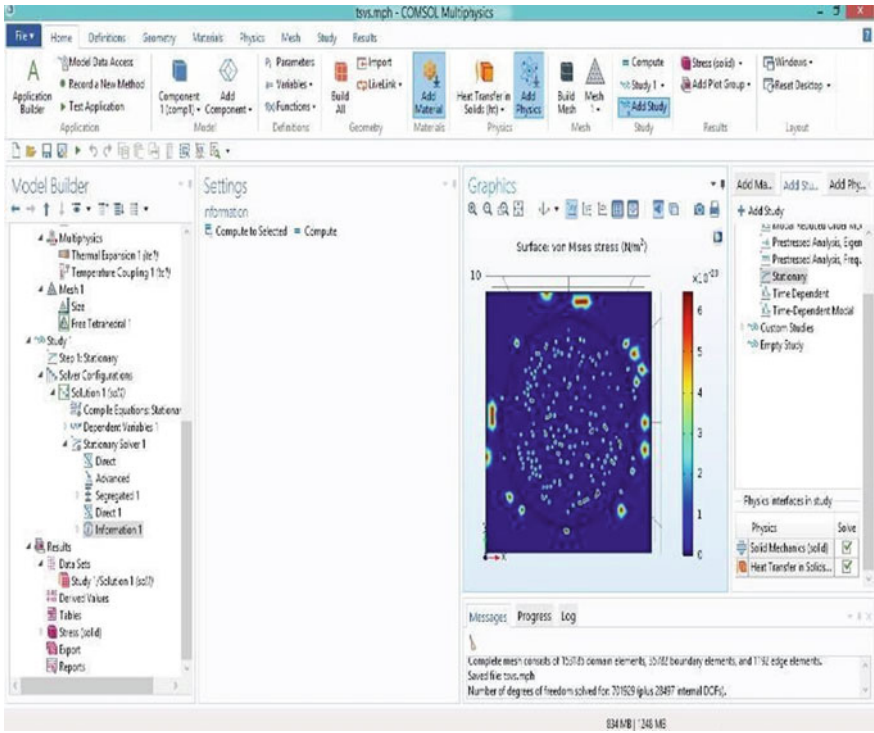 tsvs.mph - COMSOL Multiphysics
File Home Definitions Geometry Materials Physics Mesh Study Results
Application Builder
Model Data Access
Record a New Method
Test Application
Application
Component 1 (comp1)
Add Component
Model
Parameters
Variables
Functions
Definitions
Build All
Import
LiveLink
Geometry
Add Material
Materials
Heat Transfer in Solids (ht)
Add Physics
Physics
Build Mesh
Mesh 1
Mesh
Compute
Study 1
Add Study
Study
Stress (solid)
Add Plot Group
Results
Windows
Reset Desktop
Layout
Model Builder
Multiphysics
Thermal Expansion 1 (te1)
Temperature Coupling 1 (tc1)
Mesh 1
Size
Free Tetrahedral 1
Study 1
Step 1: Stationary
Solver Configurations
Solution 1 (sol1)
Compile Equations: Stationar
Dependent Variables 1
Stationary Solver 1
Direct
Advanced
Segregated 1
Direct 1
Information 1
Results
Data Sets
Study 1/Solution 1 (sol1)
Derived Values
Tables
Stress (solid)
Export
Reports
Settings
Information
Compute to Selected = Compute
Graphics
Surface: von Mises stress (N/m²)
10
6
5
4
3
2
1
0
x
Add Ma... Add Stu... Add Phy...
+ Add Study
Prestressed Analysis, Eigen
Prestressed Analysis, Freq.
Stationary
Time Dependent
Time-Dependent Modal
Custom Studies
Empty Study
Physics interfaces in study
Physics Solve
Solid Mechanics (solid)
Heat Transfer in Solids...
Messages Progress Log
Complete mesh consists of domain elements, boundary elements, and 1192 edge elements.
Saved file: tsvs.mph
Number of degrees of freedom solved for: 701929 (plus 28497 internal DOFs).
834 MB | 1248 MB